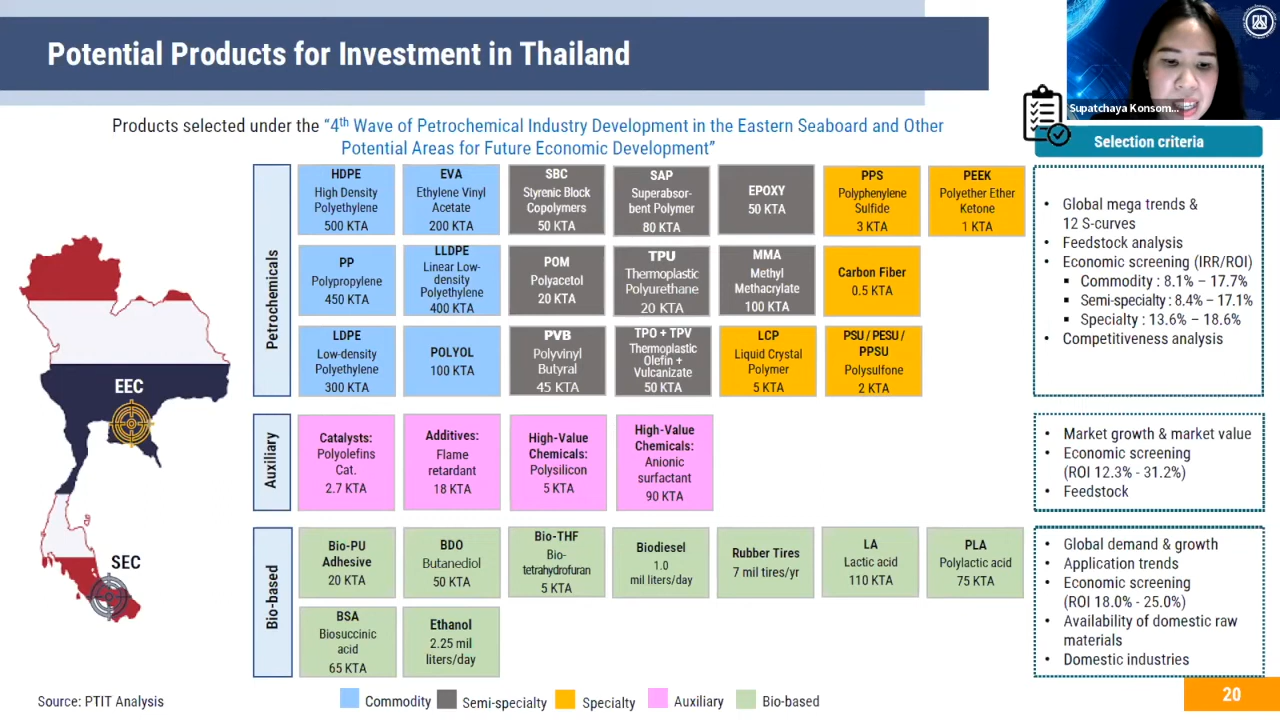 Potential Products for Investment in Thailand
Supatchaya Konsom...
Products selected under the “4th Wave of Petrochemical Industry Development in the Eastern Seaboard and Other
Potential Areas for Future Economic Development”
EEC
SEC
Petrochemicals
HDPE
High Density
Polyethylene
500 KTA
EVA
Ethylene Vinyl
Acetate
200 KTA
SBC
Styrenic Block
Copolymers
50 KTA
SAP
Superabsor-
bent Polymer
80 KTA
EPOXY
50 KTA
PPS
Polyphenylene
Sulfide
3 KTA
PEEK
Polyether Ether
Ketone
1 KTA
PP
Polypropylene
450 KTA
LLDPE
Linear Low-
density
Polyethylene
400 KTA
POM
Polyacetol
20 KTA
TPU
Thermoplastic
Polyurethane
20 KTA
MMA
Methyl
Methacrylate
100 KTA
Carbon Fiber
0.5 KTA
LDPE
Low-density
Polyethylene
300 KTA
POLYOL
100 KTA
PVB
Polyvinyl
Butyral
45 KTA
TPO + TPV
Thermoplastic
Olefin +
Vulcanizate
50 KTA
LCP
Liquid Crystal
Polymer
5 KTA
PSU / PESU /
PPSU
Polysulfone
2 KTA
Auxiliary
Catalysts:
Polyolefins
Cat.
2.7 KTA
Additives:
Flame
retardant
18 KTA
High-Value
Chemicals:
Polysilicon
5 KTA
High-Value
Chemicals:
Anionic
surfactant
90 KTA
Bio-based
Bio-PU
Adhesive
20 KTA
BDO
Butanediol
50 KTA
Bio-THF
Bio-
tetrahydrofuran
5 KTA
Biodiesel
1.0
mil liters/day
Rubber Tires
7 mil tires/yr
LA
Lactic acid
110 KTA
PLA
Polylactic acid
75 KTA
BSA
Biosuccinic
acid
65 KTA
Ethanol
2.25 mil
liters/day
Selection criteria
• Global mega trends &
12 S-curves
• Feedstock analysis
• Economic screening (IRR/ROI)
▪ Commodity : 8.1% – 17.7%
▪ Semi-specialty : 8.4% – 17.1%
▪ Specialty : 13.6% – 18.6%
• Competitiveness analysis
• Market growth & market value
• Economic screening
(ROI 12.3% - 31.2%)
• Feedstock
• Global demand & growth
• Application trends
• Economic screening
(ROI 18.0% - 25.0%)
• Availability of domestic raw
materials
• Domestic industries
Source: PTIT Analysis
Commodity
Semi-specialty
Specialty
Auxiliary
Bio-based
20